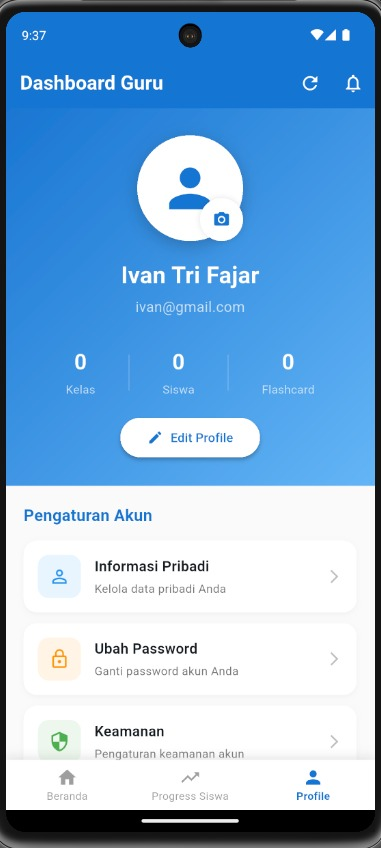 9:37
Dashboard Guru
Ivan Tri Fajar
ivan@gmail.com
0 0 0
Kelas Siswa Flashcard
Edit Profile
Pengaturan Akun
Informasi Pribadi
Kelola data pribadi Anda
Ubah Password
Ganti password akun Anda
Keamanan
Pengaturan keamanan akun
Beranda Progress Siswa Profile